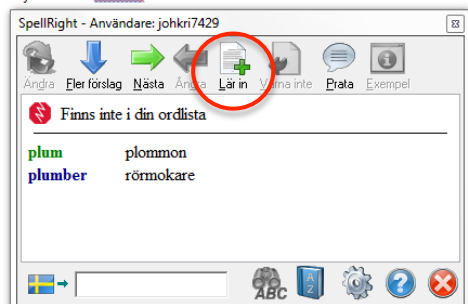 SpellRight - Användare: johkri7429
Ändra Fler förslag Nästa Ångra Lär in Varna inte Prata Exempel
Finns inte i din ordlista
plum plommon
plumber rörmokare
ABC A Z ?